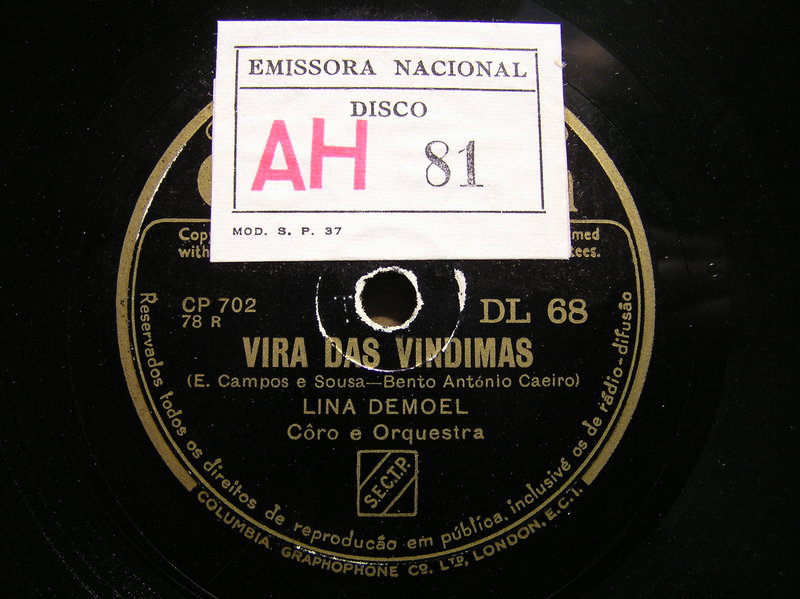 EMISSORA NACIONAL
DISCO
AH 81
MOD. S. P. 37
CP 702
78 R
DL 68
VIRA DAS VINDIMAS
(E. Campos e Sousa—Bento António Caeiro)
LINA DEMOEL
Côro e Orquestra
S.E.C.T.P.
Reservados todos os direitos de reproducão em pública, inclusivé os de rádio-difusão
COLUMBIA GRAPHOPHONE CO. LTD, LONDON. E.C.1.